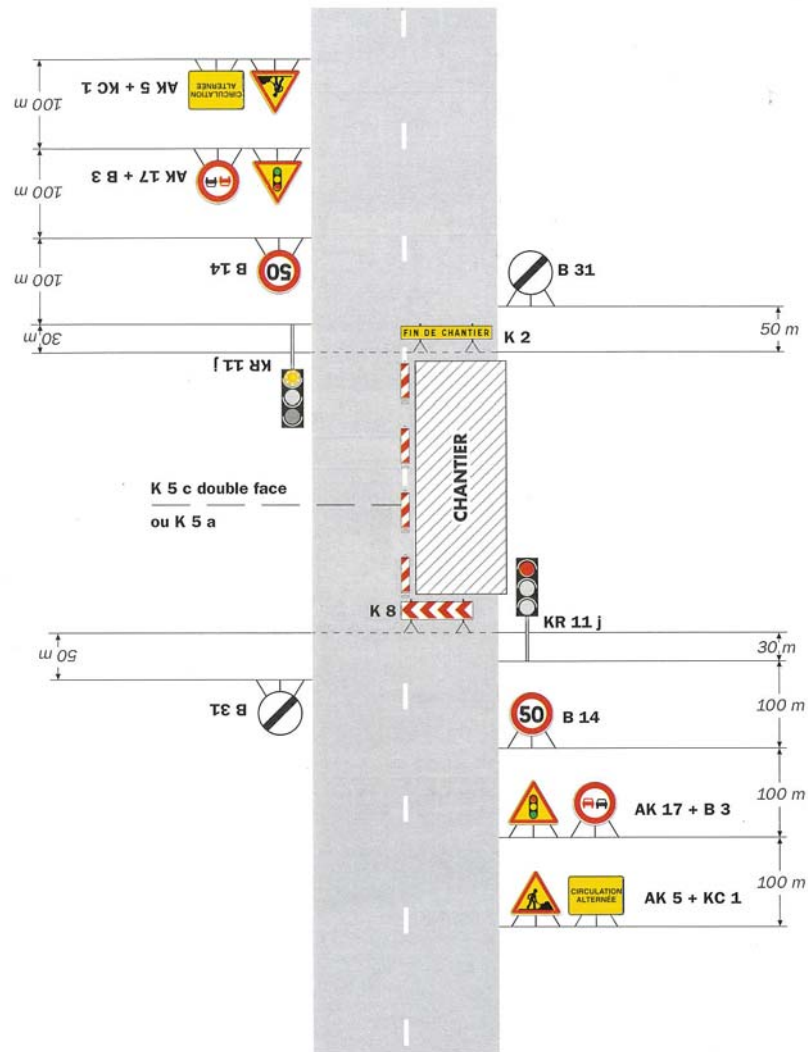 AK 5 + KC 1
CIRCULATION
ALTERNÉE
100 m
AK 17 + B 3
100 m
B 14
50
100 m
B 31
50 m
30 m
FIN DE CHANTIER
K 2
KR 11 j
K 5 c double face
ou K 5 a
CHANTIER
K 8
KR 11 j
30 m
50 m
B 31
50
B 14
100 m
AK 17 + B 3
100 m
CIRCULATION
ALTERNÉE
AK 5 + KC 1
100 m